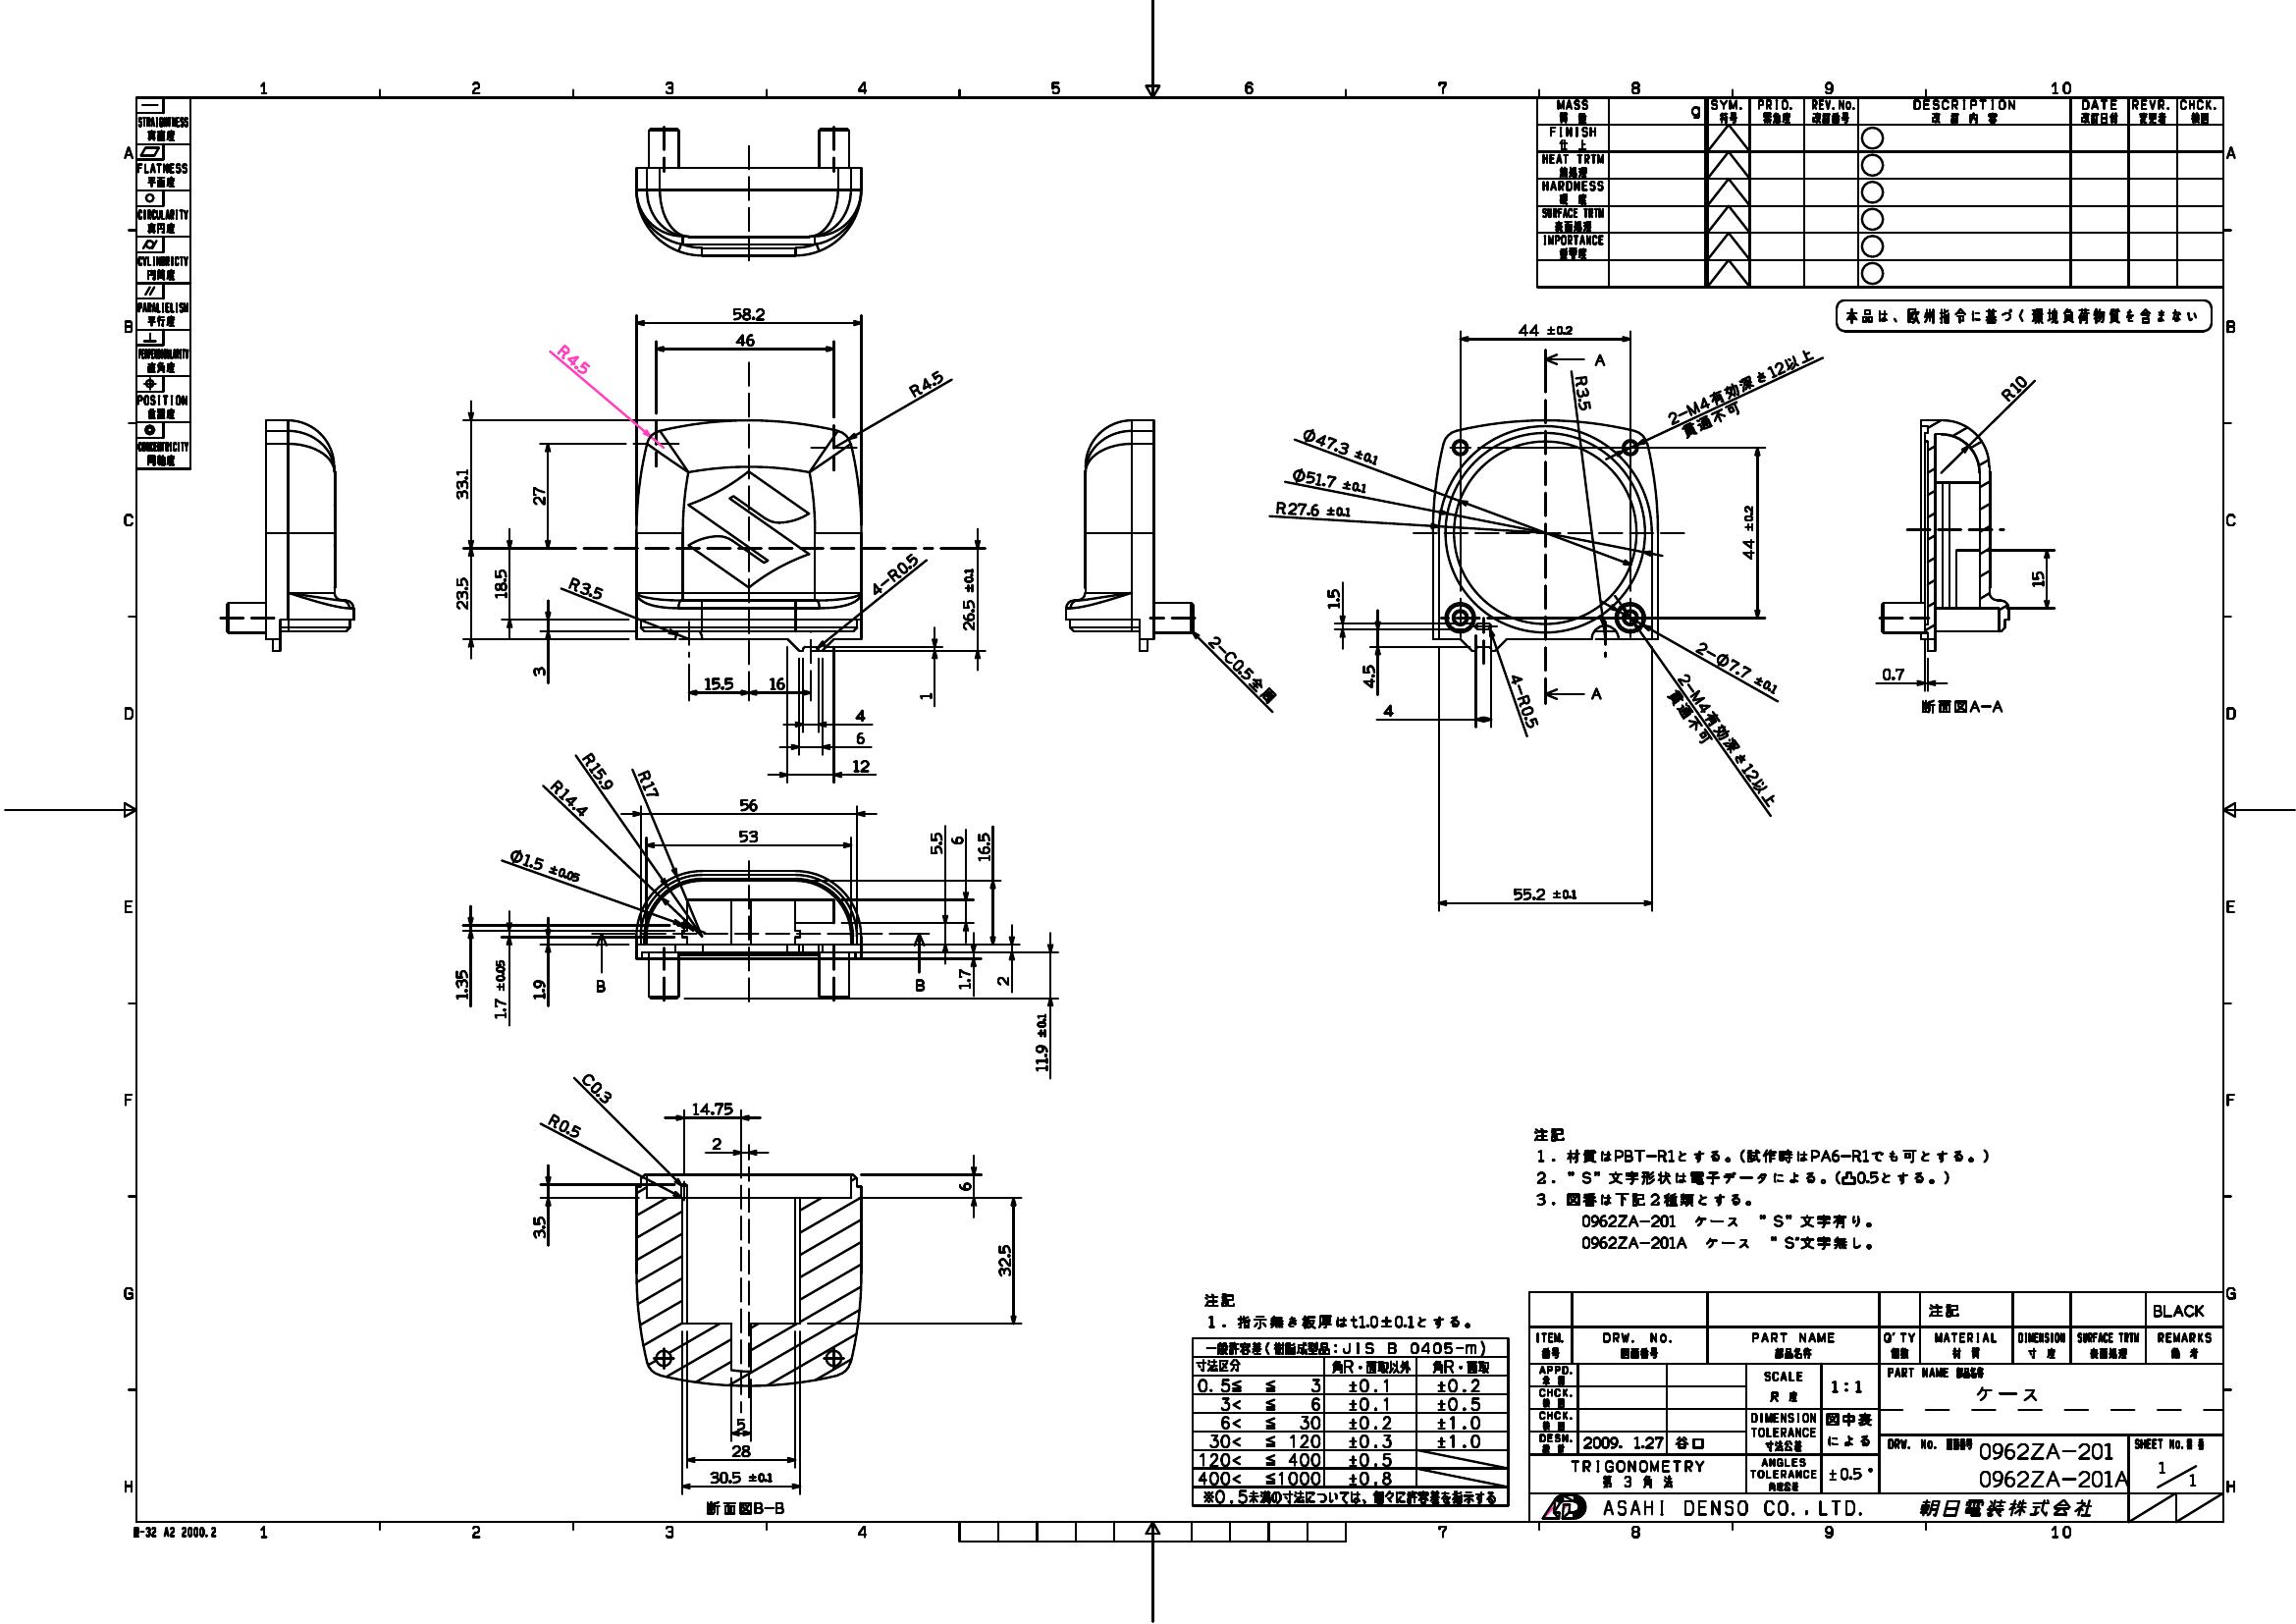 1 2 3 4 5 6 7 8 9 10
A B C D E F G H
STRAIGHTNESS
真直度
FLATNESS
平面度
CIRCULARITY
真円度
CYLINDRICTY
円筒度
PARALIELISM
平行度
直角度
POSITION
位置度
CONCENTRICITY
同軸度
MASS g SYM. PRIO. REV.No. DESCRIPTION DATE REVR. CHCK.
質量 符号 緊急度 改訂番号 改訂内容 改訂日付 変更者 検図
FINISH
仕上
HEAT TRTM
熱処理
HARDNESS
硬度
SURFACE TRTM
表面処理
IMPORTANCE
重要度
本品は、欧州指令に基づく環境負荷物質を含まない
58.2
46
R4.5
R4.5
33.1
27
23.5
18.5
3
R3.5
4-R0.5
26.5 ±0.1
15.5
16
1
4
6
12
2-C0.5全周
44 ±0.2
A
R3.5
2-M4有効深さ12以上
貫通不可
Φ47.3 ±0.1
Φ51.7 ±0.1
R27.6 ±0.1
44 ±0.2
1.5
4.5
4
4-R0.5
A
2-Φ7.7 ±0.1
2-M4有効深さ12以上
貫通不可
55.2 ±0.1
R10
15
0.7
断面図A-A
R17
R15.9
R14.4
Φ1.5 ±0.05
56
53
5.5
6
16.5
1.35
1.7 ±0.05
1.9
B
B
1.7
2
11.9 ±0.1
C0.3
R0.5
14.75
2
6
3.5
32.5
5
28
30.5 ±0.1
断面図B-B
注記
1. 材質はPBT-R1とする。(試作時はPA6-R1でも可とする。)
2. "S" 文字形状は電子データによる。(凸0.5とする。)
3. 図番は下記2種類とする。
0962ZA-201 ケース "S" 文字有り。
0962ZA-201A ケース "S"文字無し。
注記
1. 指示無き板厚はt1.0±0.1とする。
一般許容差(樹脂成型品:JIS B 0405-m)
寸法区分 角R・面取以外 角R・面取
0.5≦ ≦ 3 ±0.1 ±0.2
3< ≦ 6 ±0.1 ±0.5
6< ≦ 30 ±0.2 ±1.0
30< ≦ 120 ±0.3 ±1.0
120< ≦ 400 ±0.5
400< ≦1000 ±0.8
※0.5未満の寸法については、個々に許容差を指示する
注記 BLACK
ITEM. DRW. No. PART NAME Q'TY MATERIAL DIMENSION SURFACE TRTM REMARKS
番号 図面番号 部品名称 個数 材質 寸度 表面処理 備考
APPD.
承認
CHCK.
検図
CHCK.
検図
DESN. 2009. 1.27 谷口
設計
SCALE
尺度
1:1
DIMENSION
TOLERANCE
寸法公差
図中表
による
TRIGONOMETRY
第3角法
ANGLES
TOLERANCE
角度公差
±0.5°
PART NAME 部品名称
ケース
DRW. No. 図面番号 0962ZA-201
0962ZA-201A
SHEET No.
1/1
ASAHI DENSO CO.,LTD. 朝日電装株式会社
A2 2000.2